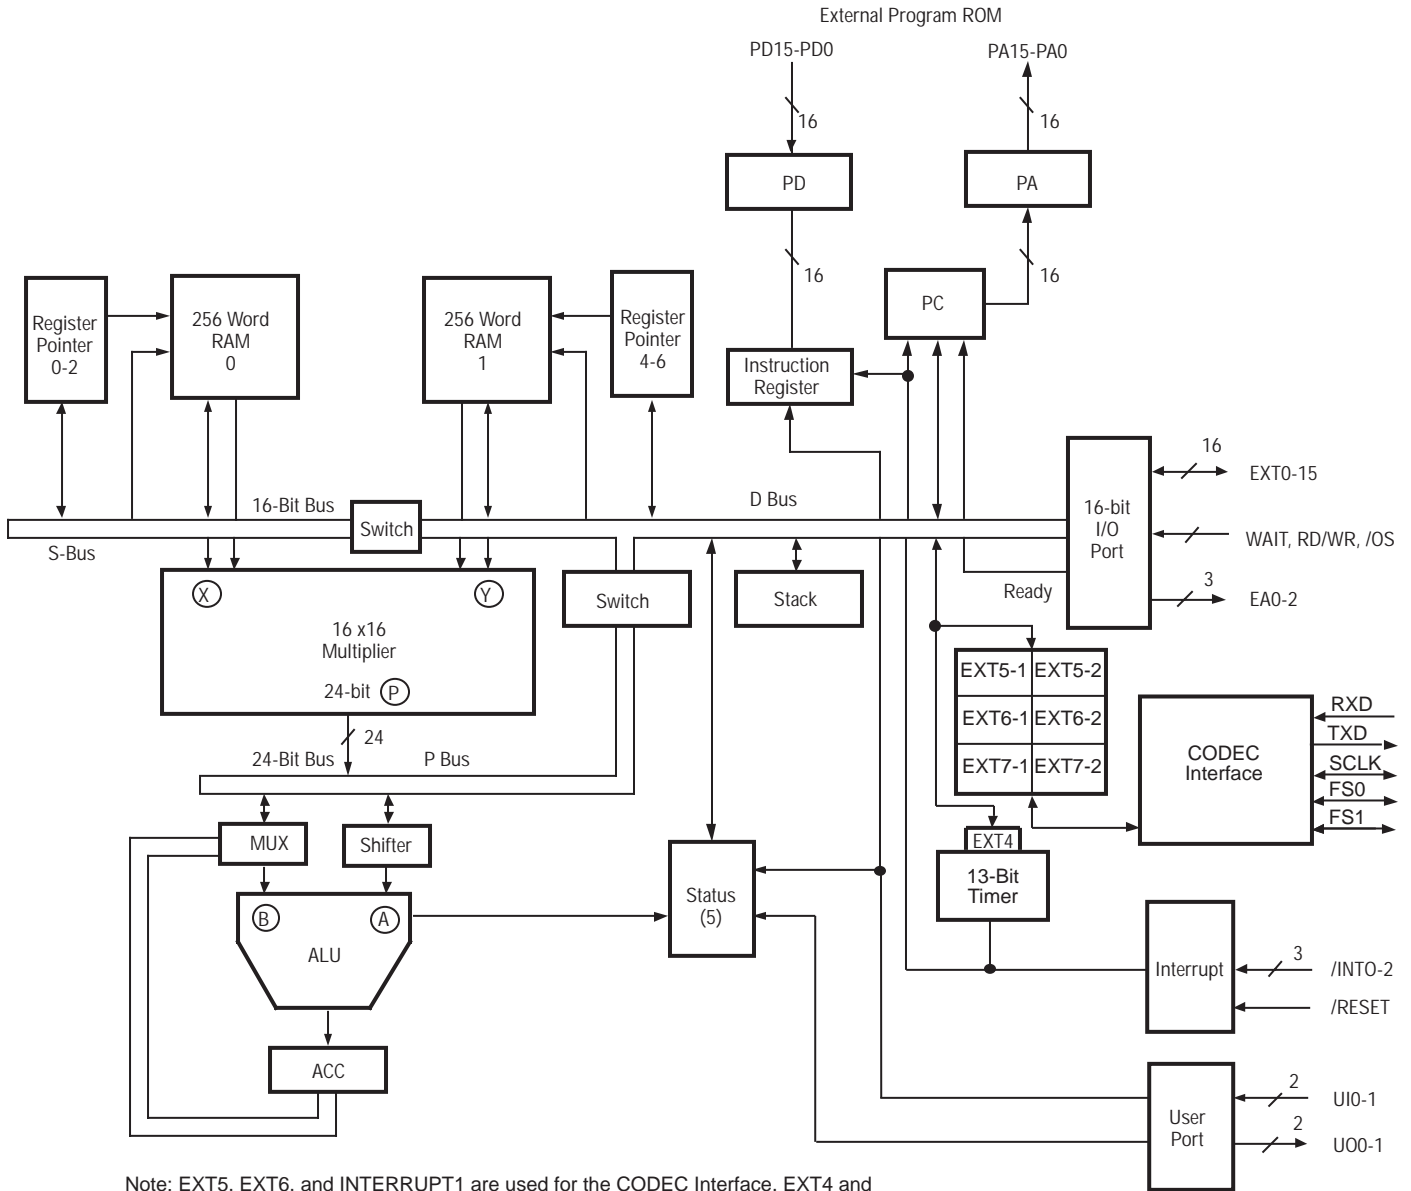 External Program ROM
PD15-PD0
PA15-PA0
16
16
PD
PA
16
16
Register
Pointer
0-2
256 Word
RAM
0
256 Word
RAM
1
Register
Pointer
4-6
PC
Instruction
Register
16-Bit Bus
Switch
D Bus
S-Bus
16-bit
I/O
Port
16
EXT0-15
WAIT, RD/WR, /OS
3
EA0-2
Ready
X
Y
16 x16
Multiplier
24-bit P
Switch
Stack
24
24-Bit Bus
P Bus
EXT5-1 EXT5-2
EXT6-1 EXT6-2
EXT7-1 EXT7-2
CODEC
Interface
RXD
TXD
SCLK
FS0
FS1
MUX
Shifter
EXT4
13-Bit
Timer
B
A
ALU
Status
(5)
ACC
Interrupt
3
/INTO-2
/RESET
User
Port
2
UI0-1
2
UO0-1
Note: EXT5, EXT6, and INTERRUPT1 are used for the CODEC Interface. EXT4 and